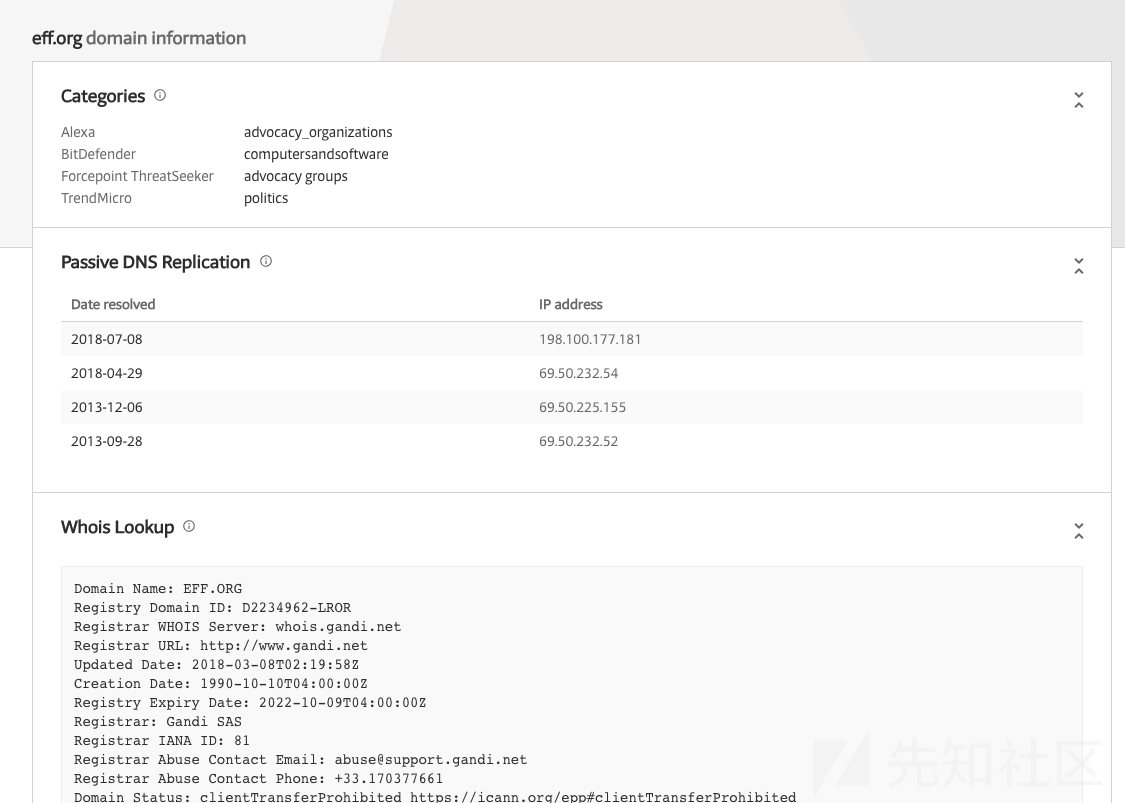 eff.org domain information
Categories
Alexa advocacy_organizations
BitDefender computersandsoftware
Forcepoint ThreatSeeker advocacy groups
TrendMicro politics
Passive DNS Replication
Date resolved IP address
2018-07-08 198.100.177.181
2018-04-29 69.50.232.54
2013-12-06 69.50.225.155
2013-09-28 69.50.232.52
Whois Lookup
Domain Name: EFF.ORG
Registry Domain ID: D2234962-LROR
Registrar WHOIS Server: whois.gandi.net
Registrar URL: http://www.gandi.net
Updated Date: 2018-03-08T02:19:58Z
Creation Date: 1990-10-10T04:00:00Z
Registry Expiry Date: 2022-10-09T04:00:00Z
Registrar: Gandi SAS
Registrar IANA ID: 81
Registrar Abuse Contact Email: abuse@support.gandi.net
Registrar Abuse Contact Phone: +33.170377661
Domain Status: clientTransferProhibited https://icann.org/epp#clientTransferProhibited
先知社区